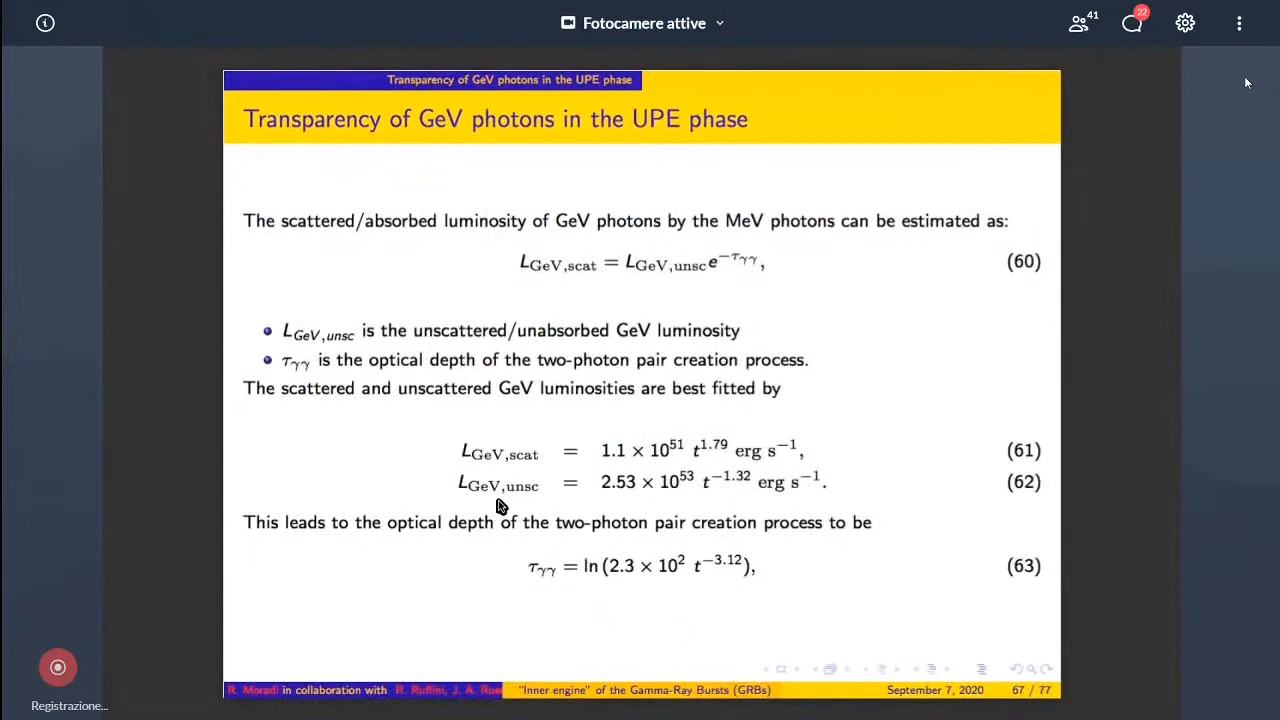 Fotocamere attive
41
22
Transparency of GeV photons in the UPE phase
Transparency of GeV photons in the UPE phase
The scattered/absorbed luminosity of GeV photons by the MeV photons can be estimated as:
L_GeV,scat = L_GeV,unsc e^{−τ_γγ}, (60)
L_GeV,unsc is the unscattered/unabsorbed GeV luminosity
τ_γγ is the optical depth of the two-photon pair creation process.
The scattered and unscattered GeV luminosities are best fitted by
L_GeV,scat = 1.1 × 10^51 t^1.79 erg s^−1, (61)
L_GeV,unsc = 2.53 × 10^53 t^−1.32 erg s^−1. (62)
This leads to the optical depth of the two-photon pair creation process to be
τ_γγ = ln (2.3 × 10^2 t^−3.12), (63)
R. Moradi in collaboration with R. Ruffini, J. A. Rue
"Inner engine" of the Gamma-Ray Bursts (GRBs)
September 7, 2020 67 / 77
Registrazione...